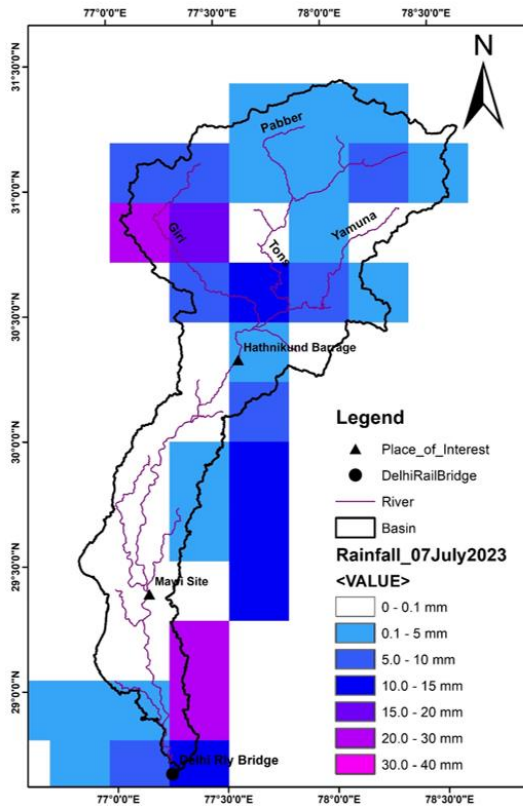 77°0'0"E 77°30'0"E 78°0'0"E 78°30'0"E
N
31°30'0"N
31°0'0"N
30°30'0"N
30°0'0"N
29°30'0"N
29°0'0"N
Pabber
Giri
Tons
Yamuna
Hathnikund Barrage
Mawi Site
Delhi Rly Bridge
Legend
Place_of_Interest
DelhiRailBridge
River
Basin
Rainfall_07July2023
<VALUE>
0 - 0.1 mm
0.1 - 5 mm
5.0 - 10 mm
10.0 - 15 mm
15.0 - 20 mm
20.0 - 30 mm
30.0 - 40 mm
77°0'0"E 77°30'0"E 78°0'0"E 78°30'0"E